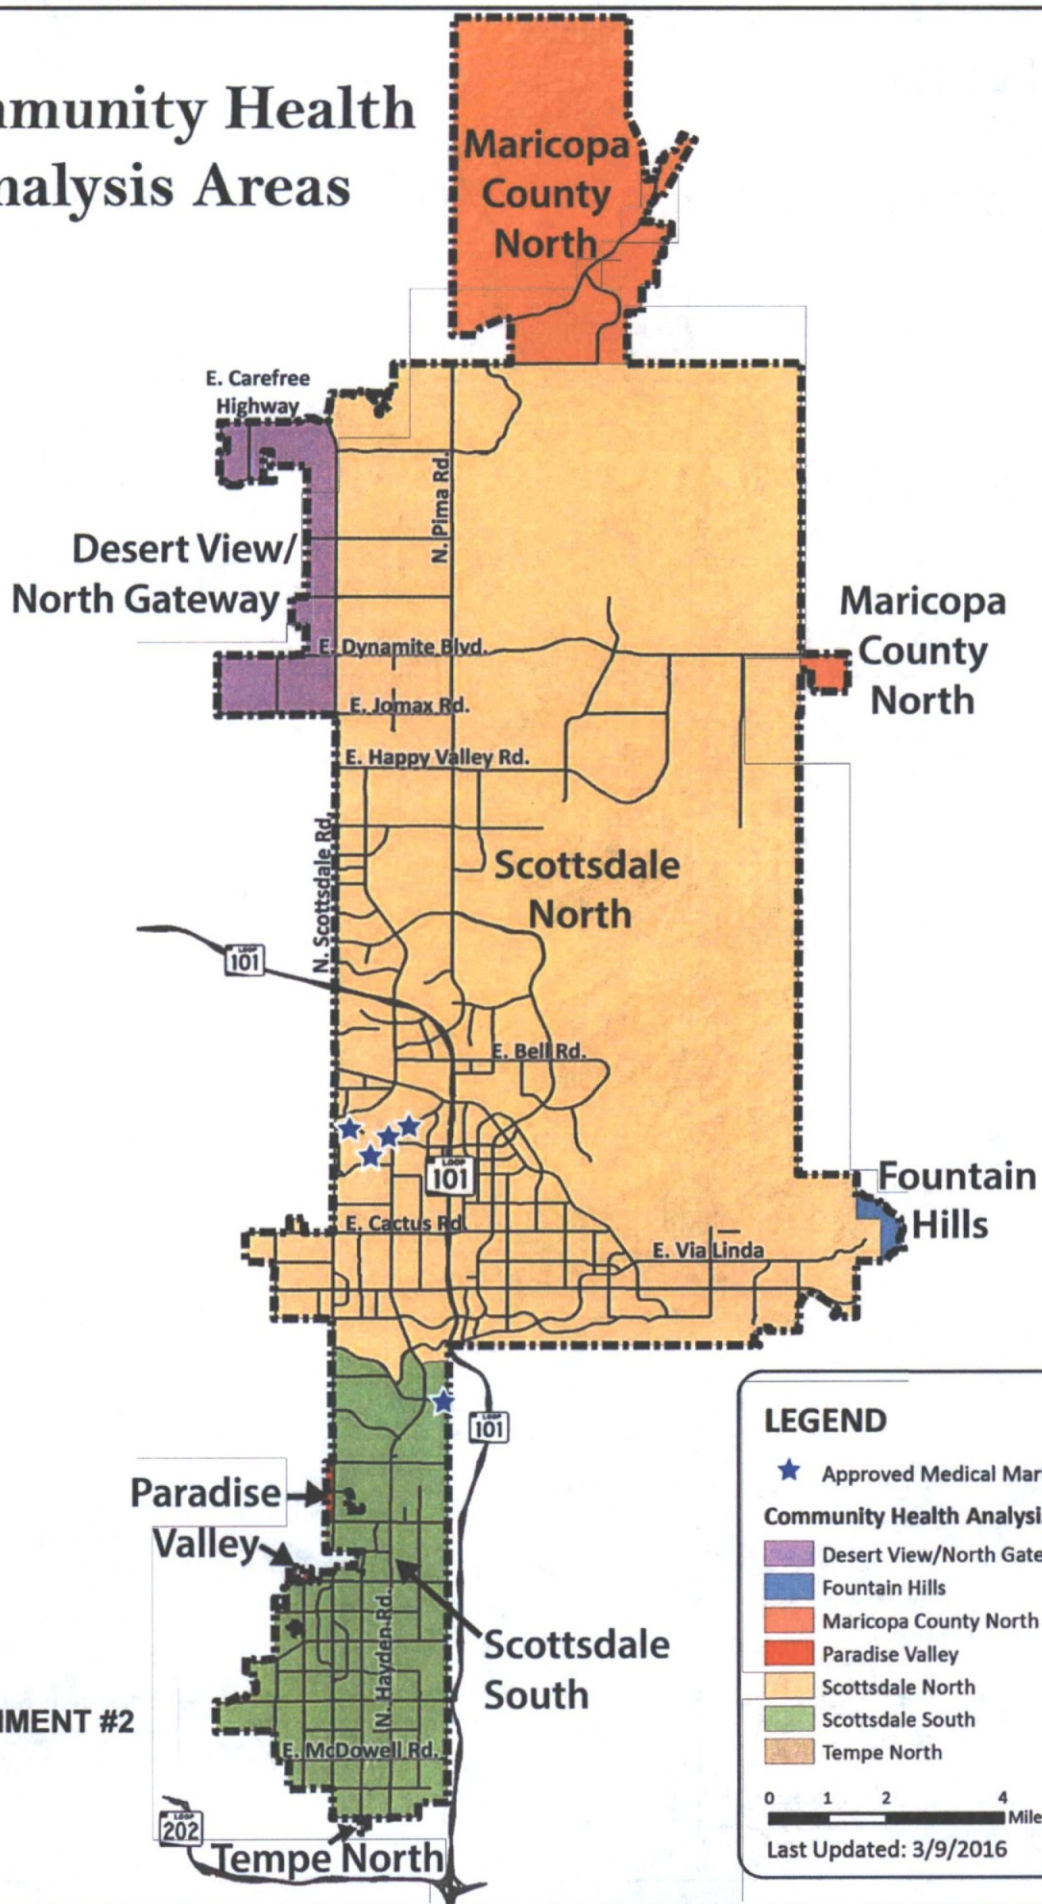 mmunity Health
nalysis Areas
Maricopa
County
North
E. Carefree
Highway
N. Pima Rd.
Desert View/
North Gateway
Maricopa
County
North
E. Dynamite Blvd.
E. Jomax Rd.
E. Happy Valley Rd.
N. Scottsdale Rd.
Scottsdale
North
LOOP
101
E. Bell Rd.
LOOP
101
Fountain
Hills
E. Cactus Rd.
E. Via Linda
LOOP
101
Paradise
Valley
Scottsdale
South
N. Hayden Rd.
E. McDowell Rd.
MENT #2
LOOP
202
Tempe North
LEGEND
Approved Medical Mar
Community Health Analysi
Desert View/North Gate
Fountain Hills
Maricopa County North
Paradise Valley
Scottsdale North
Scottsdale South
Tempe North
0 1 2 4
Mile
Last Updated: 3/9/2016